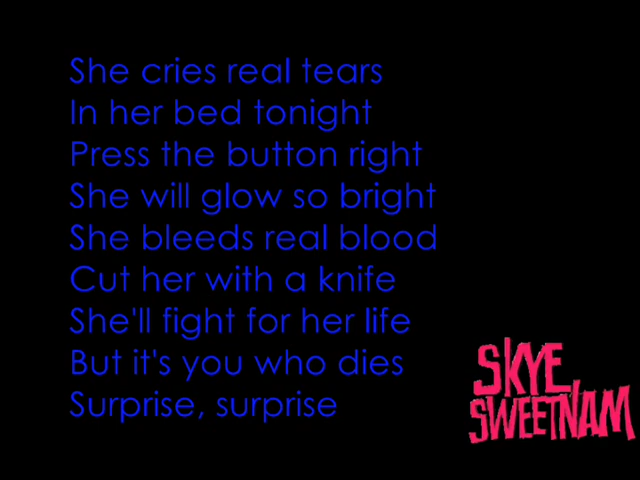 She cries real tears
In her bed tonight
Press the button right
She will glow so bright
She bleeds real blood
Cut her with a knife
She'll fight for her life
But it's you who dies
Surprise, surprise
SKYE
SWEETNAM